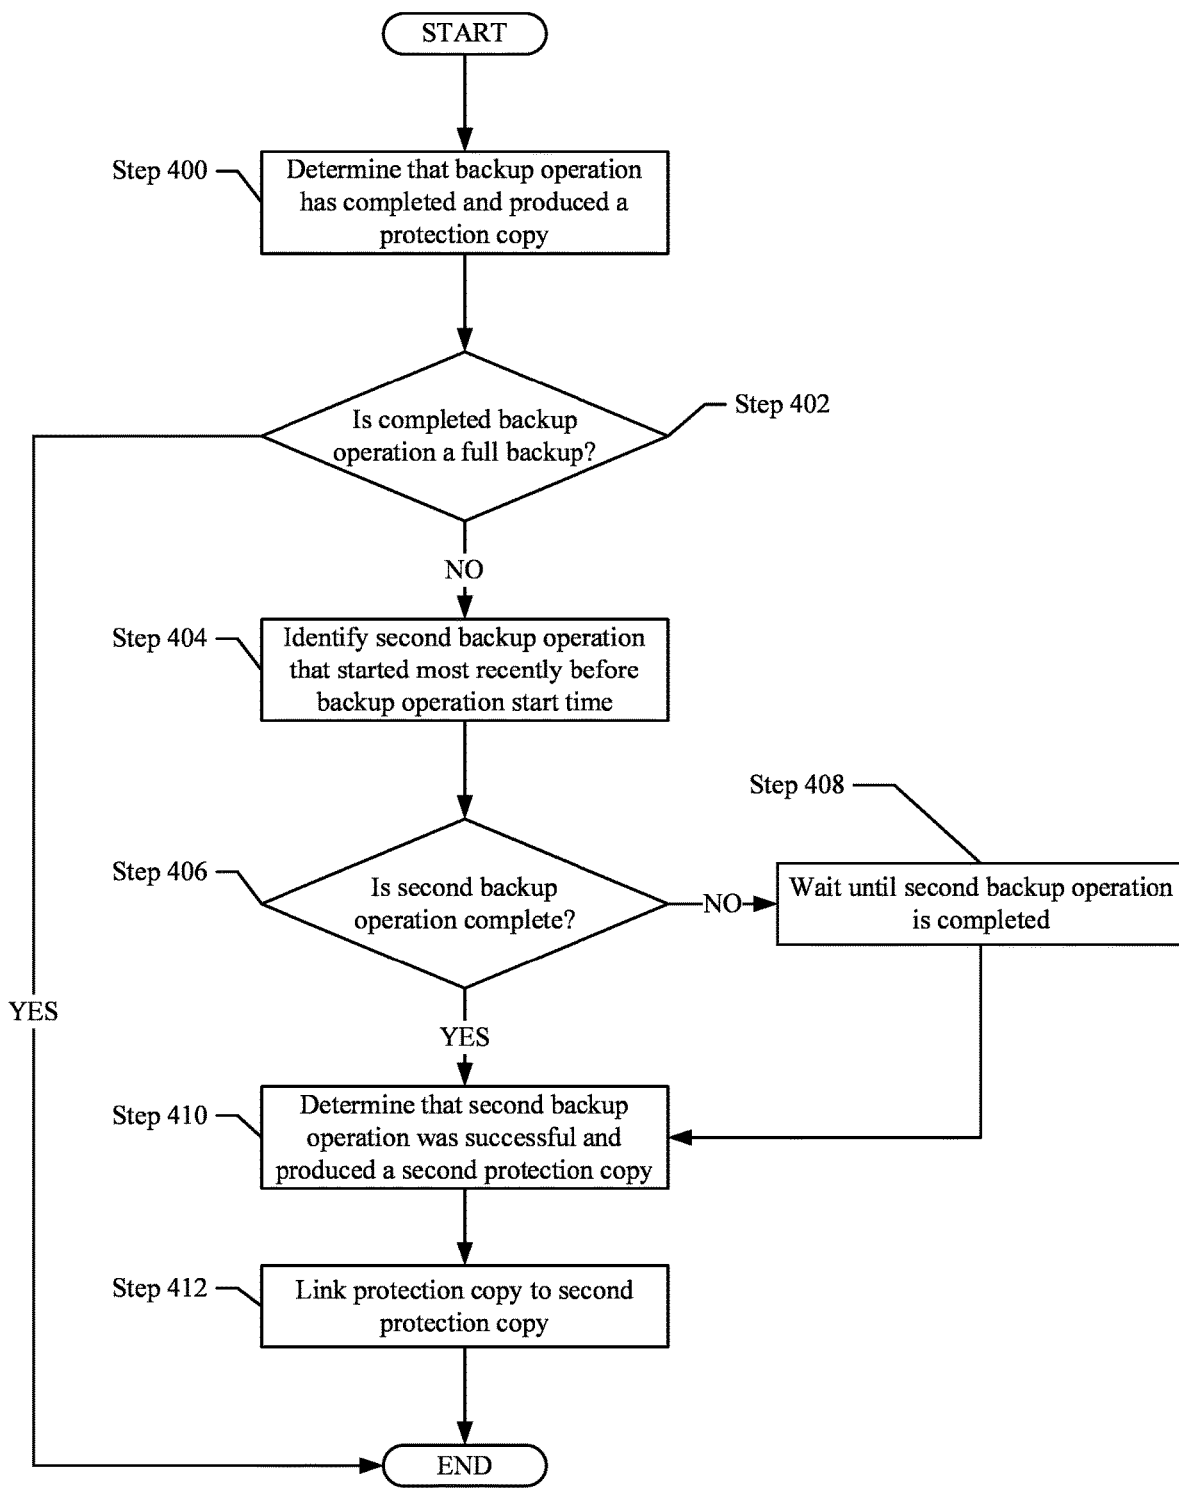 START
Step 400
Determine that backup operation
has completed and produced a
protection copy
Is completed backup
operation a full backup?
Step 402
NO
Step 404
Identify second backup operation
that started most recently before
backup operation start time
Step 408
Step 406
Is second backup
operation complete?
NO
Wait until second backup operation
is completed
YES
YES
Step 410
Determine that second backup
operation was successful and
produced a second protection copy
Step 412
Link protection copy to second
protection copy
END